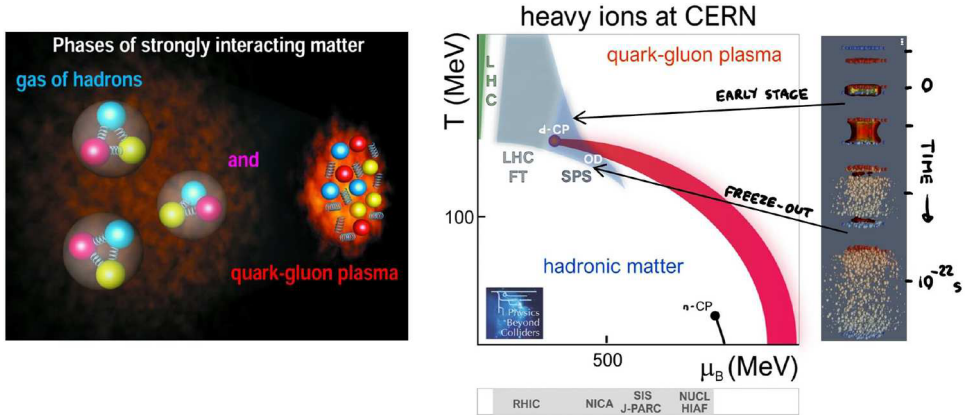 Phases of strongly interacting matter
gas of hadrons
and
quark-gluon plasma
heavy ions at CERN
T (MeV)
100
LHC
quark-gluon plasma
EARLY STAGE
d-CP
OD
LHC
FT
SPS
FREEZE-OUT
hadronic matter
n-CP
Physics
Beyond
Colliders
500
μB (MeV)
RHIC
NICA
SIS
J-PARC
NUCL
HIAF
0
TIME →
10⁻²² s